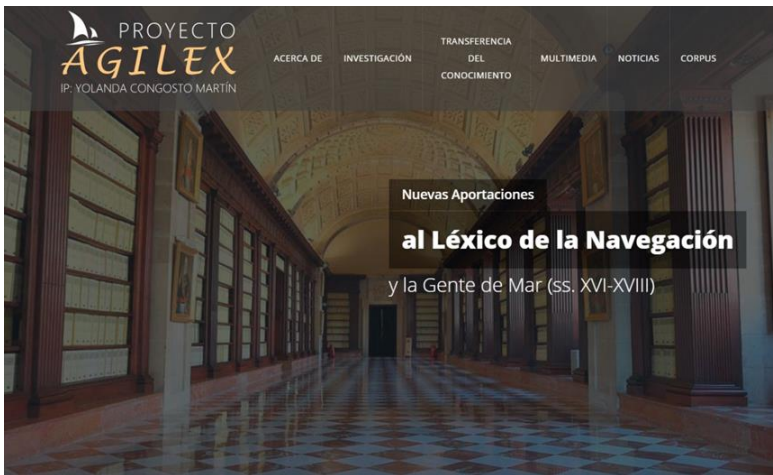 PROYECTO
AGILEX
IP: YOLANDA CONGOSTO MARTÍN
ACERCA DE
INVESTIGACIÓN
TRANSFERENCIA
DEL
CONOCIMIENTO
MULTIMEDIA
NOTICIAS
CORPUS
Nuevas Aportaciones
al Léxico de la Navegación
y la Gente de Mar (ss. XVI-XVIII)